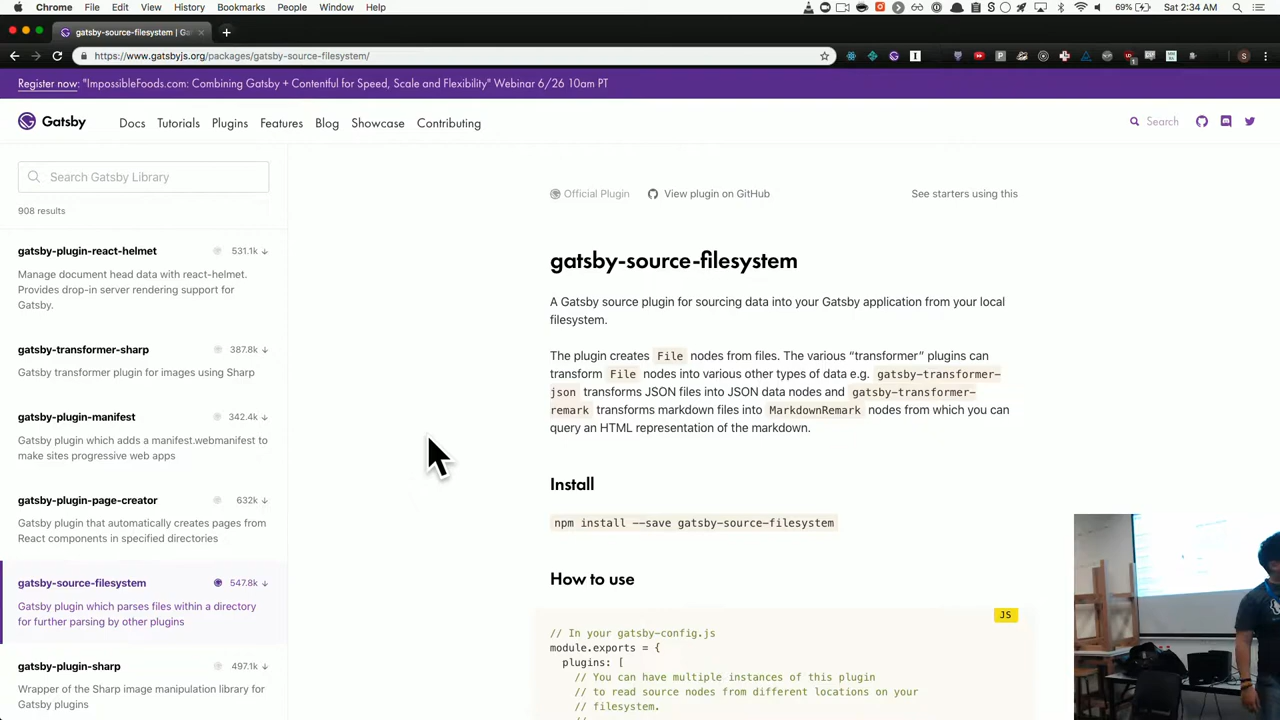 Chrome File Edit View History Bookmarks People Window Help
69% Sat 2:34 AM
gatsby-source-filesystem | Gat
https://www.gatsbyjs.org/packages/gatsby-source-filesystem/
Register now: "ImpossibleFoods.com: Combining Gatsby + Contentful for Speed, Scale and Flexibility" Webinar 6/26 10am PT
Gatsby Docs Tutorials Plugins Features Blog Showcase Contributing Search
Search Gatsby Library
908 results
gatsby-plugin-react-helmet 531.1k ↓
Manage document head data with react-helmet.
Provides drop-in server rendering support for
Gatsby.
gatsby-transformer-sharp 387.8k ↓
Gatsby transformer plugin for images using Sharp
gatsby-plugin-manifest 342.4k ↓
Gatsby plugin which adds a manifest.webmanifest to
make sites progressive web apps
gatsby-plugin-page-creator 632k ↓
Gatsby plugin that automatically creates pages from
React components in specified directories
gatsby-source-filesystem 547.8k ↓
Gatsby plugin which parses files within a directory
for further parsing by other plugins
gatsby-plugin-sharp 497.1k ↓
Wrapper of the Sharp image manipulation library for
Gatsby plugins
Official Plugin View plugin on GitHub See starters using this
gatsby-source-filesystem
A Gatsby source plugin for sourcing data into your Gatsby application from your local
filesystem.
The plugin creates File nodes from files. The various “transformer” plugins can
transform File nodes into various other types of data e.g. gatsby-transformer-
json transforms JSON files into JSON data nodes and gatsby-transformer-
remark transforms markdown files into MarkdownRemark nodes from which you can
query an HTML representation of the markdown.
Install
npm install --save gatsby-source-filesystem
How to use
JS
// In your gatsby-config.js
module.exports = {
plugins: [
// You can have multiple instances of this plugin
// to read source nodes from different locations on your
// filesystem.
//